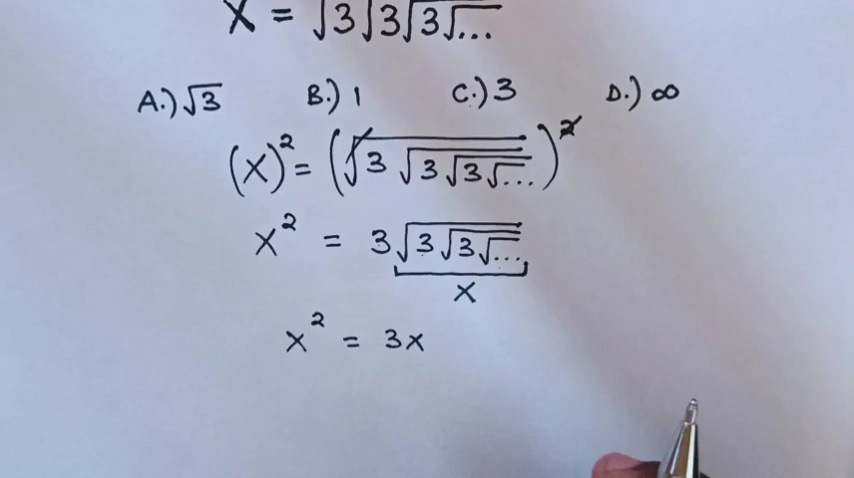 X = √3√3√3√...
A.) √3 B.) 1 C.) 3 D.) ∞
(x)² = (√3√3√3√...)²
x² = 3√3√3√...
x
x² = 3x